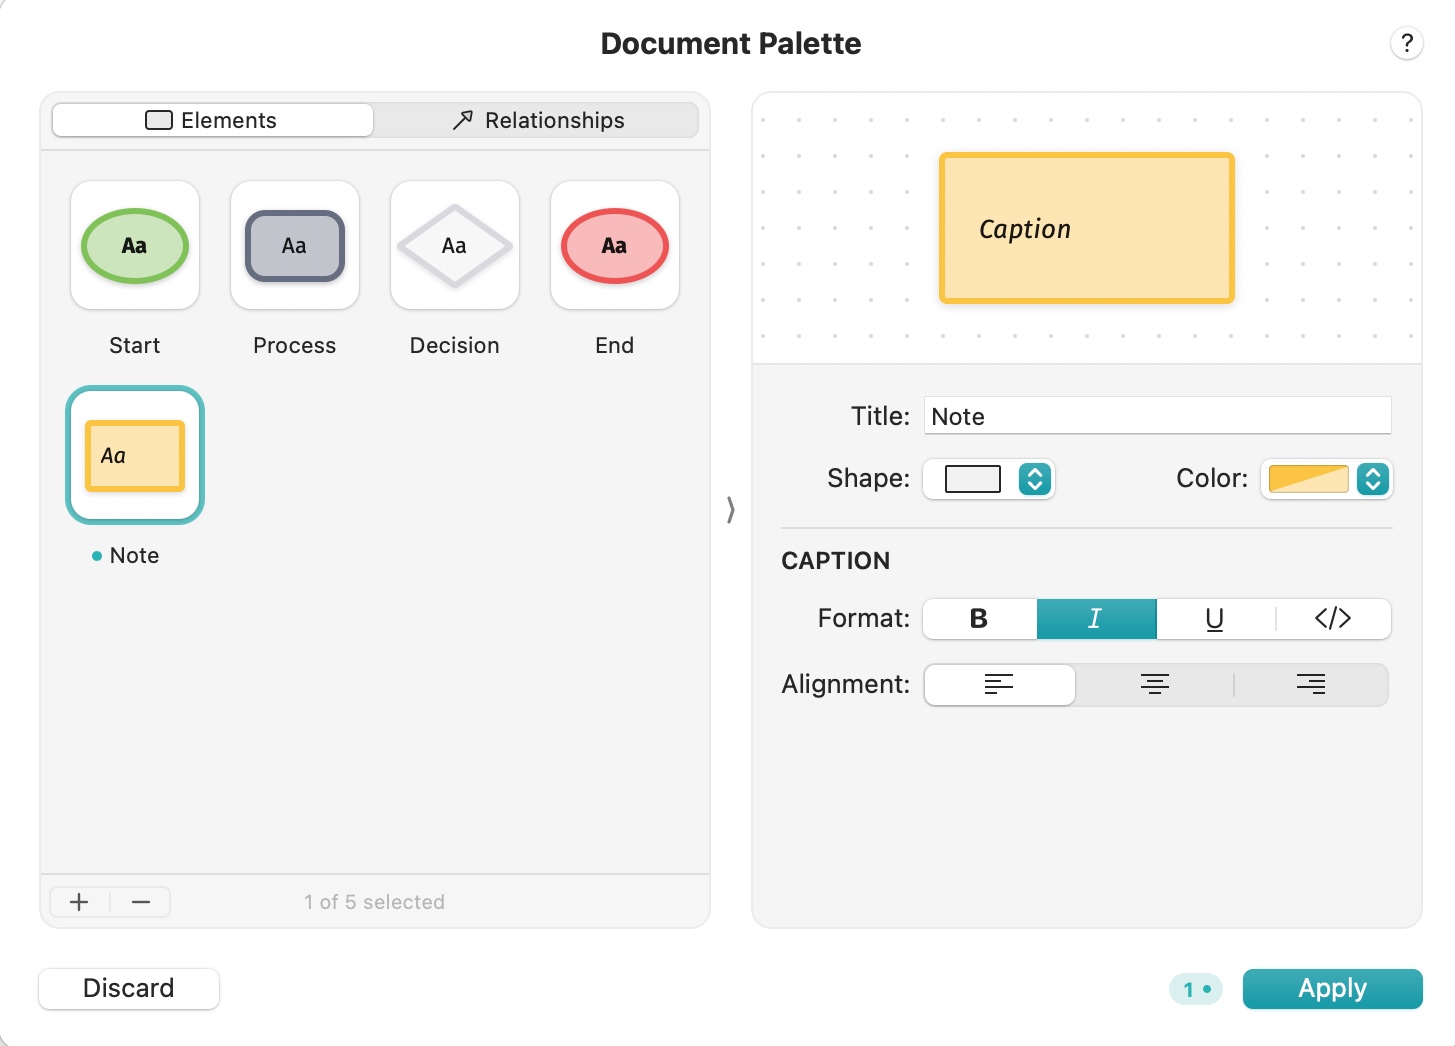 Document Palette
?
Elements
Relationships
Aa
Aa
Aa
Aa
Start
Process
Decision
End
Aa
Note
1 of 5 selected
Caption
Title:
Note
Shape:
Color:
CAPTION
Format:
B
I
U
</>
Alignment:
Discard
1
Apply